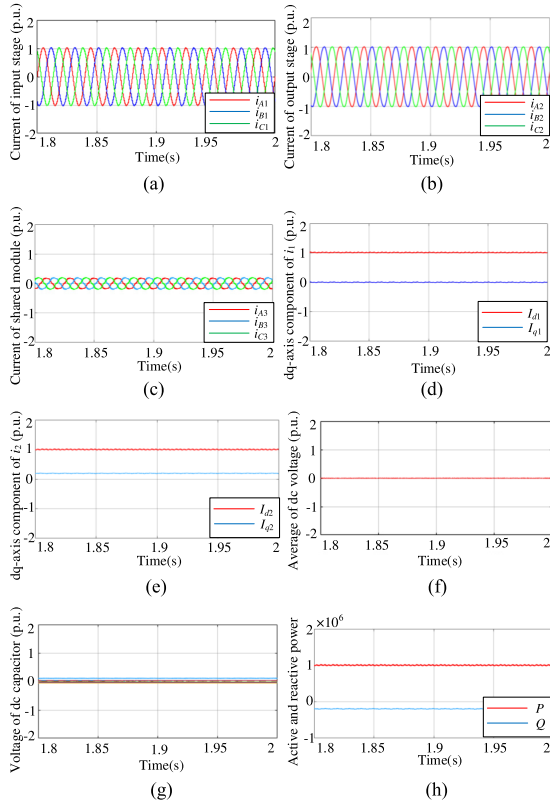 Current of input stage (p.u.)
2
1
0
-1
-2
i_A1
i_B1
i_C1
1.8 1.85 1.9 1.95 2
Time(s)
(a)
Current of output stage (p.u.)
2
1
0
-1
-2
i_A2
i_B2
i_C2
1.8 1.85 1.9 1.95 2
Time(s)
(b)
Current of shared module (p.u.)
2
1
0
-1
-2
i_A3
i_B3
i_C3
1.8 1.85 1.9 1.95 2
Time(s)
(c)
dq-axis component of i_1 (p.u.)
2
1
0
-1
-2
I_d1
I_q1
1.8 1.85 1.9 1.95 2
Time(s)
(d)
dq-axis component of i_2 (p.u.)
2
1
0
-1
-2
I_d2
I_q2
1.8 1.85 1.9 1.95 2
Time(s)
(e)
Average of dc voltage (p.u.)
2
1
0
-1
-2
1.8 1.85 1.9 1.95 2
Time(s)
(f)
Voltage of dc capacitor (p.u.)
2
1
0
-1
-2
1.8 1.85 1.9 1.95 2
Time(s)
(g)
Active and reactive power
×10^6
2
1
0
-1
P
Q
1.8 1.85 1.9 1.95 2
Time(s)
(h)